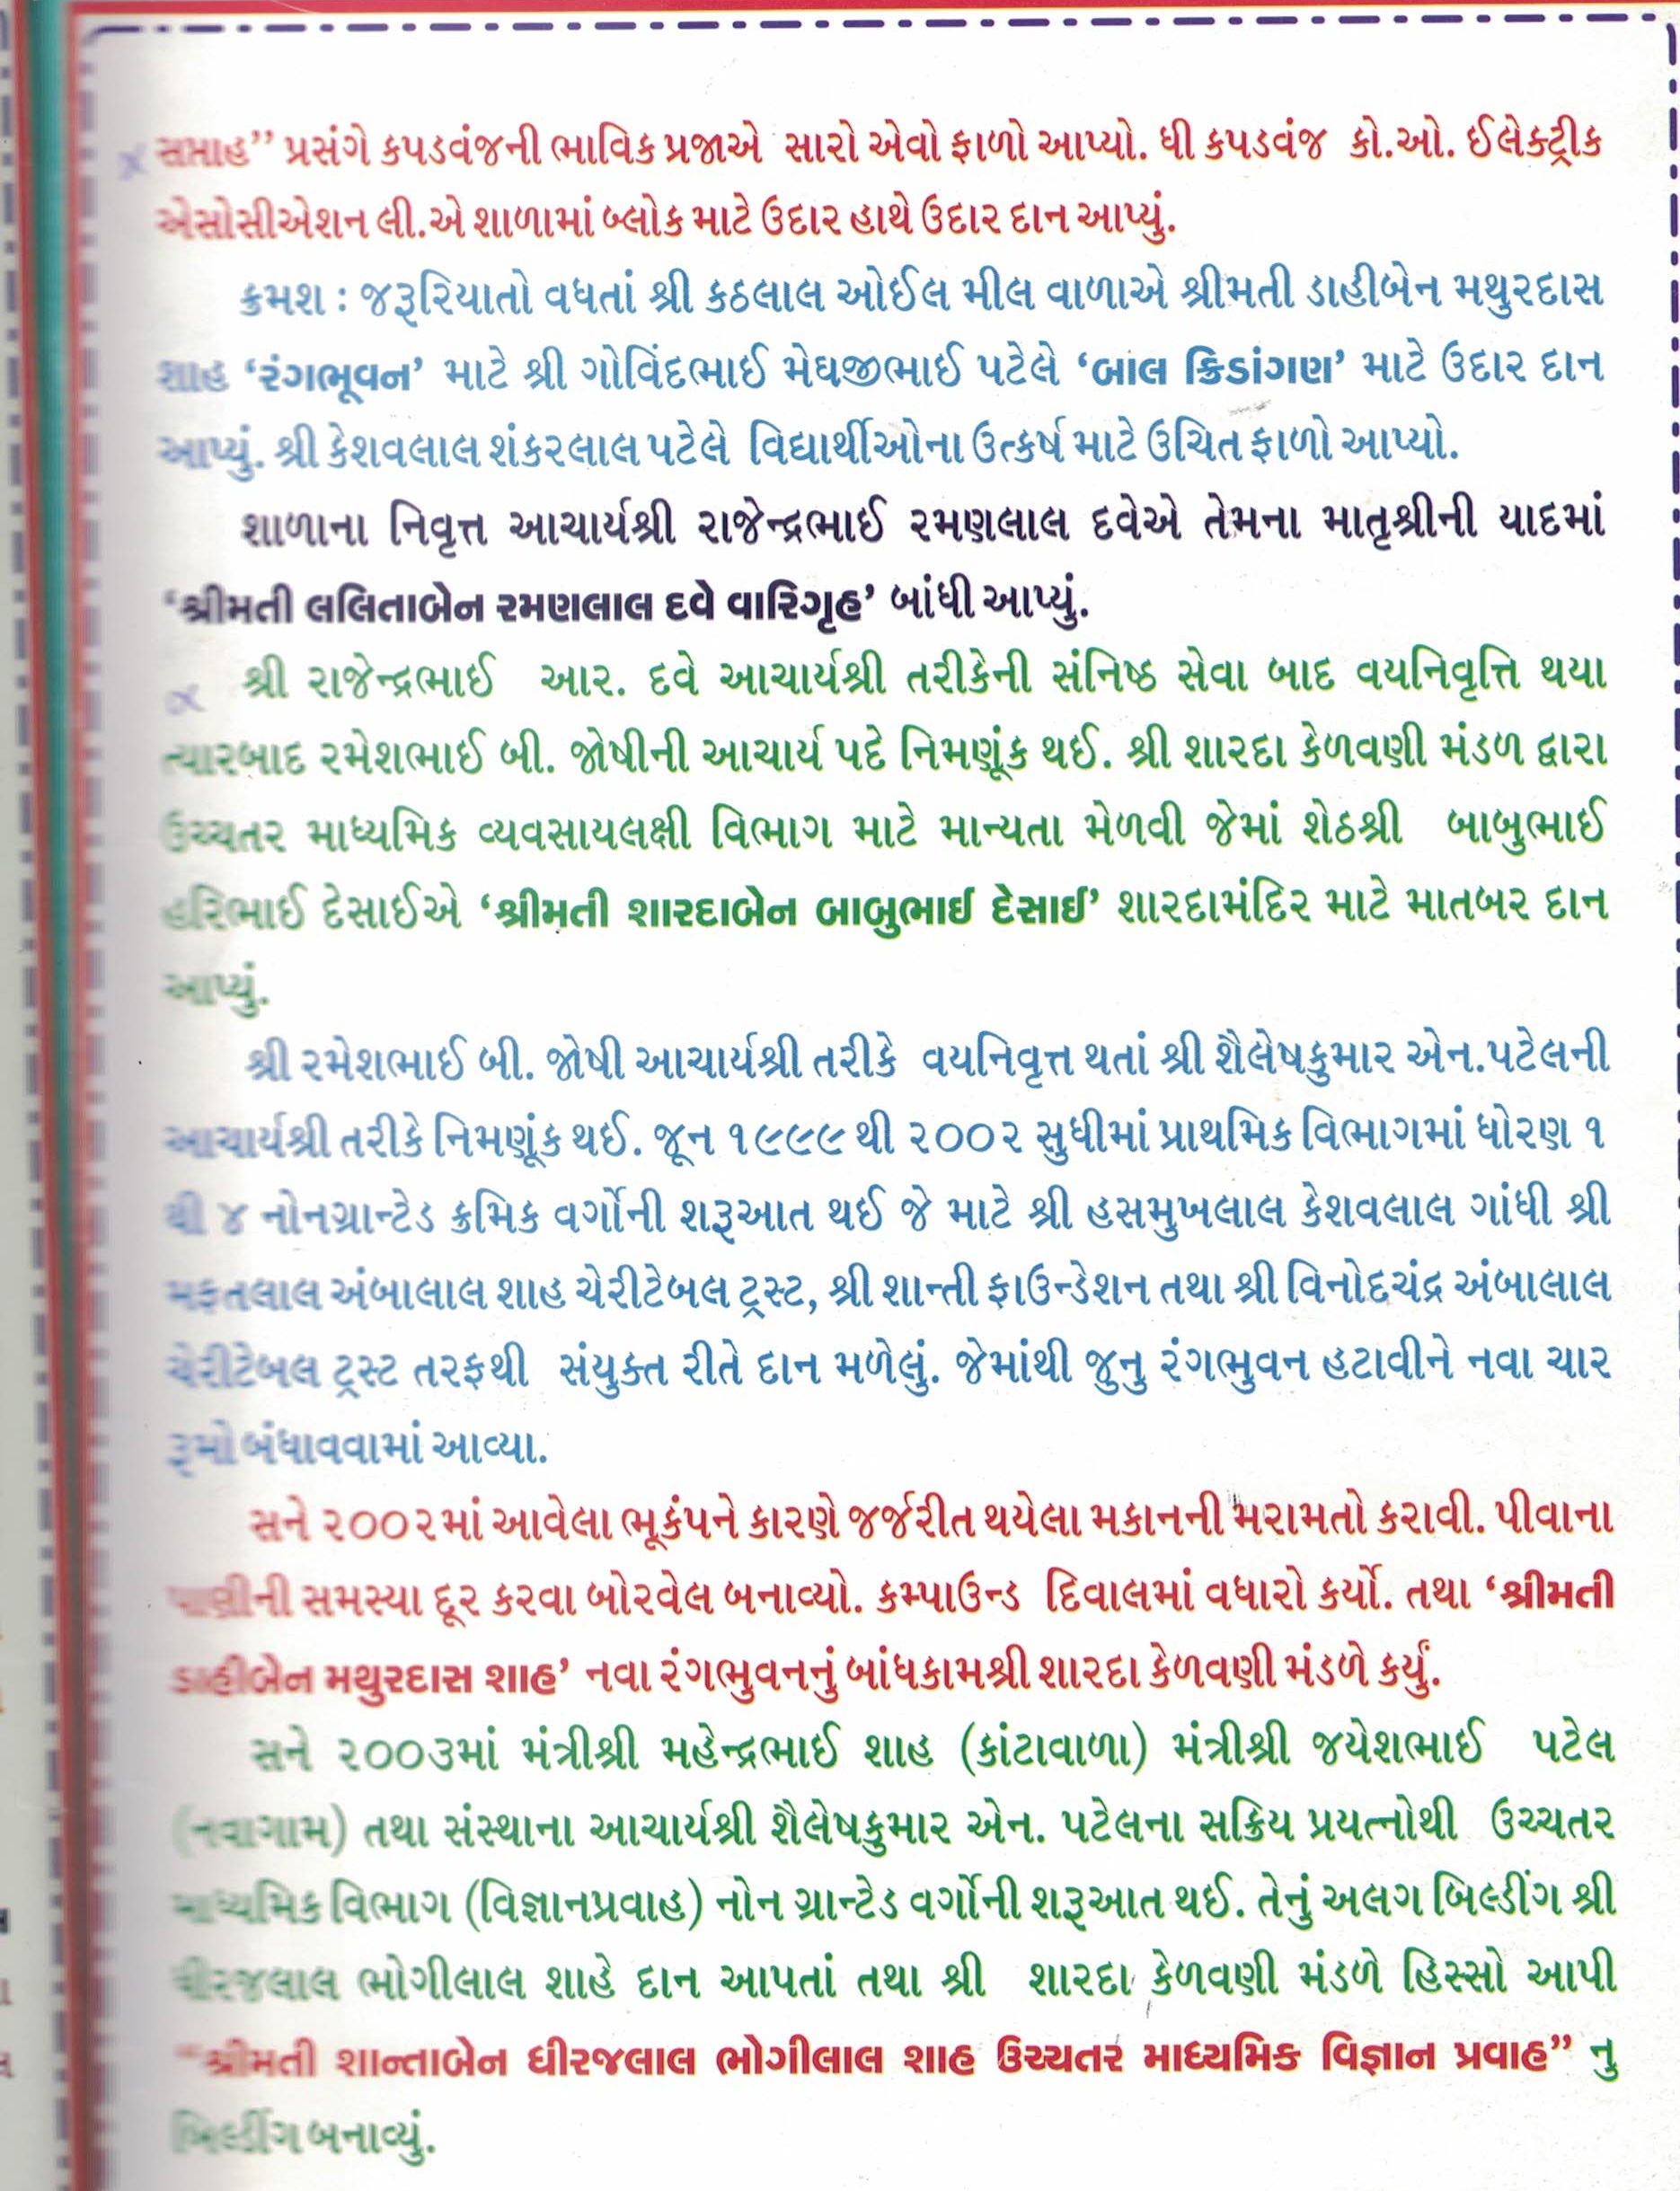 સપ્તાહ” પ્રસંગે કપડવંજની ભાવિક પ્રજાએ સારો એવો ફાળો આપ્યો. ધી કપડવંજ કો.ઓ. ઈલેક્ટ્રીક
એસોસીએશન લી.એ શાળામાં બ્લોક માટે ઉદાર હાથે ઉદાર દાન આપ્યું.
ક્રમશ : જરૂરિયાતો વધતાં શ્રી કઠલાલ ઓઈલ મીલ વાળાએ શ્રીમતી ડાહીબેન મથુરદાસ
શાહ ‘રંગભૂવન’ માટે શ્રી ગોવિંદભાઈ મેઘજીભાઈ પટેલે ‘બાલ ક્રિડાંગણ’ માટે ઉદાર દાન
આપ્યું. શ્રી કેશવલાલ શંકરલાલ પટેલે વિદ્યાર્થીઓના ઉત્કર્ષ માટે ઉચિત ફાળો આપ્યો.
શાળાના નિવૃત્ત આચાર્યશ્રી રાજેન્દ્રભાઈ રમણલાલ દવેએ તેમના માતૃશ્રીની યાદમાં
‘શ્રીમતી લલિતાબેન રમણલાલ દવે વારિગૃહ’ બાંધી આપ્યું.
શ્રી રાજેન્દ્રભાઈ આર. દવે આચાર્યશ્રી તરીકેની સંનિષ્ઠ સેવા બાદ વયનિવૃત્તિ થયા
ત્યારબાદ રમેશભાઈ બી. જોષીની આચાર્ય પદે નિમણૂંક થઈ. શ્રી શારદા કેળવણી મંડળ દ્વારા
ઉચ્ચતર માધ્યમિક વ્યવસાયલક્ષી વિભાગ માટે માન્યતા મેળવી જેમાં શેઠશ્રી બાબુભાઈ
હરિભાઈ દેસાઈએ ‘શ્રીમતી શારદાબેન બાબુભાઈ દેસાઈ’ શારદામંદિર માટે માતબર દાન
આપ્યું.
શ્રી રમેશભાઈ બી. જોષી આચાર્યશ્રી તરીકે વયનિવૃત્ત થતાં શ્રી શૈલેષકુમાર એન.પટેલની
આચાર્યશ્રી તરીકે નિમણૂંક થઈ. જૂન ૧૯૯૯ થી ૨૦૦૨ સુધીમાં પ્રાથમિક વિભાગમાં ધોરણ ૧
થી ૪ નોનગ્રાન્ટેડ ક્રમિક વર્ગોની શરૂઆત થઈ જે માટે શ્રી હસમુખલાલ કેશવલાલ ગાંધી શ્રી
મફતલાલ અંબાલાલ શાહ ચેરીટેબલ ટ્રસ્ટ, શ્રી શાન્તી ફાઉન્ડેશન તથા શ્રી વિનોદચંદ્ર અંબાલાલ
ચેરીટેબલ ટ્રસ્ટ તરફથી સંયુક્ત રીતે દાન મળેલું. જેમાંથી જુનુ રંગભુવન હટાવીને નવા ચાર
રૂમો બંધાવવામાં આવ્યા.
સને ૨૦૦૨માં આવેલા ભૂકંપને કારણે જર્જરીત થયેલા મકાનની મરામતો કરાવી. પીવાના
પાણીની સમસ્યા દૂર કરવા બોરવેલ બનાવ્યો. કમ્પાઉન્ડ દિવાલમાં વધારો કર્યો. તથા ‘શ્રીમતી
ડાહીબેન મથુરદાસ શાહ’ નવા રંગભુવનનું બાંધકામશ્રી શારદા કેળવણી મંડળે કર્યું.
સને ૨૦૦૩માં મંત્રીશ્રી મહેન્દ્રભાઈ શાહ (કાંટાવાળા) મંત્રીશ્રી જયેશભાઈ પટેલ
(નવાગામ) તથા સંસ્થાના આચાર્યશ્રી શૈલેષકુમાર એન. પટેલના સક્રિય પ્રયત્નોથી ઉચ્ચતર
માધ્યમિક વિભાગ (વિજ્ઞાનપ્રવાહ) નોન ગ્રાન્ટેડ વર્ગોની શરૂઆત થઈ. તેનું અલગ બિલ્ડીંગ શ્રી
ધીરજલાલ ભોગીલાલ શાહે દાન આપતાં તથા શ્રી શારદા કેળવણી મંડળે હિસ્સો આપી
“શ્રીમતી શાન્તાબેન ધીરજલાલ ભોગીલાલ શાહ ઉચ્ચતર માધ્યમિક વિજ્ઞાન પ્રવાહ” નુ
બિલ્ડીંગ બનાવ્યું.